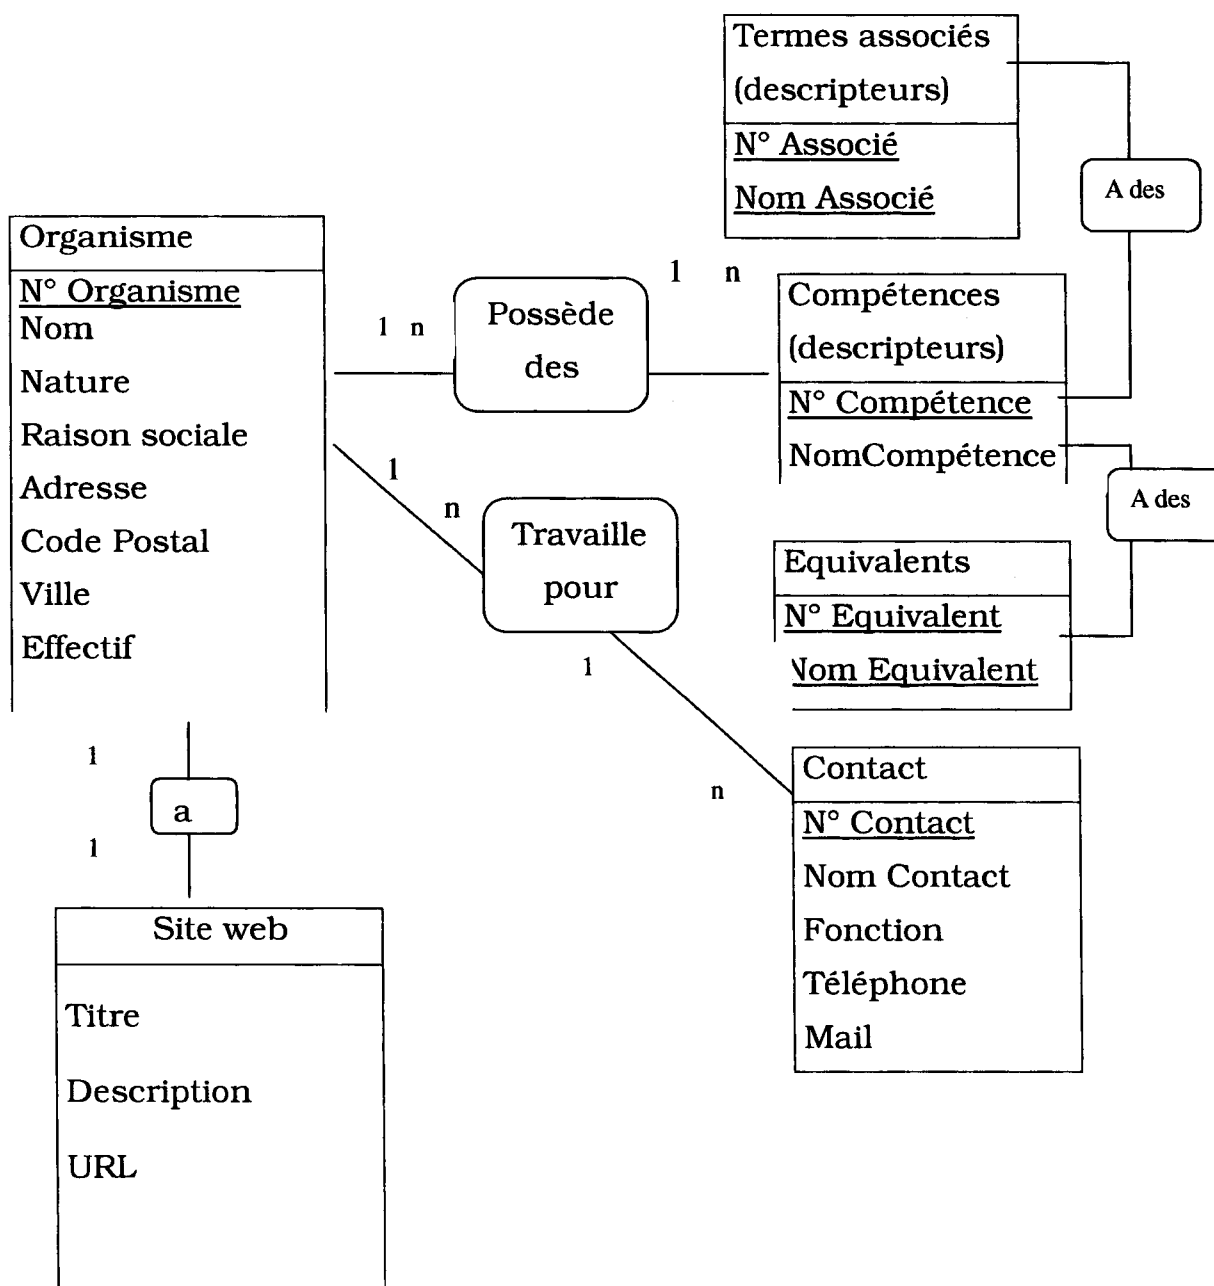 Termes associés
(descripteurs)
N° Associé
Nom Associé
A des
Organisme
N° Organisme
Nom
Nature
Raison sociale
Adresse
Code Postal
Ville
Effectif
1 n
Possède
des
1 n
Compétences
(descripteurs)
N° Compétence
NomCompétence
A des
1
n
Travaille
pour
1
n
Equivalents
N° Equivalent
Nom Equivalent
Contact
N° Contact
Nom Contact
Fonction
Téléphone
Mail
1
a
1
Site web
Titre
Description
URL